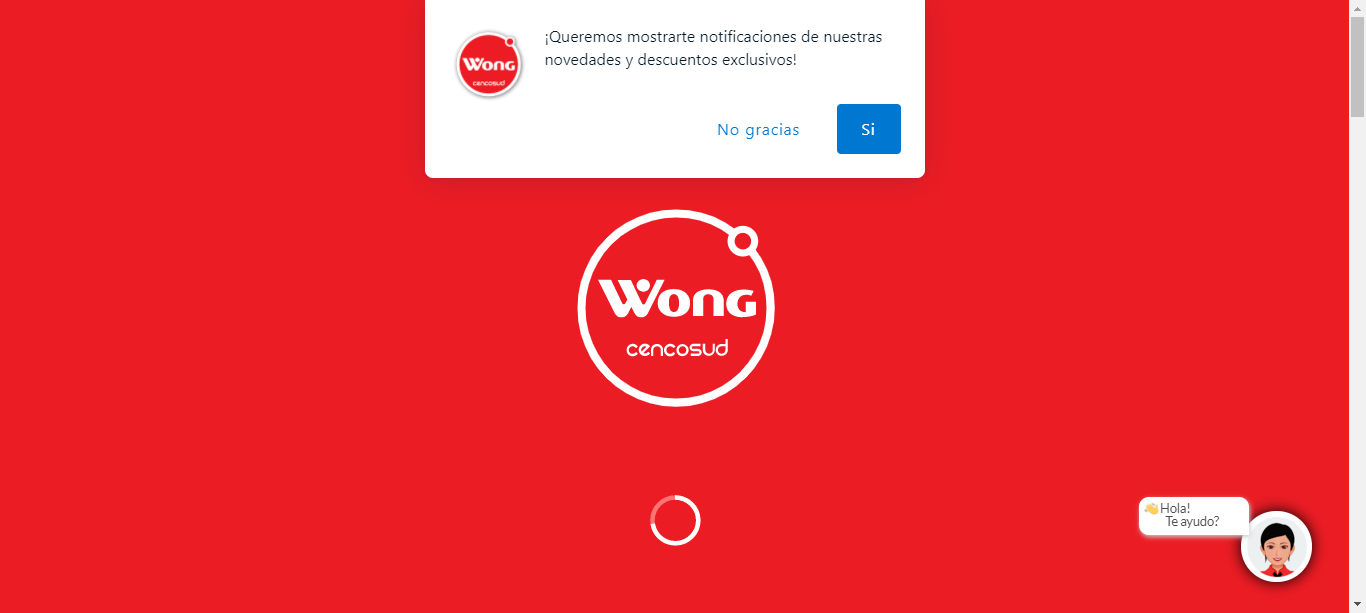 ¡Queremos mostrarte notificaciones de nuestras
novedades y descuentos exclusivos!
Wong
cencosud
No gracias
Si
Wong
cencosud
👋Hola!
Te ayudo?